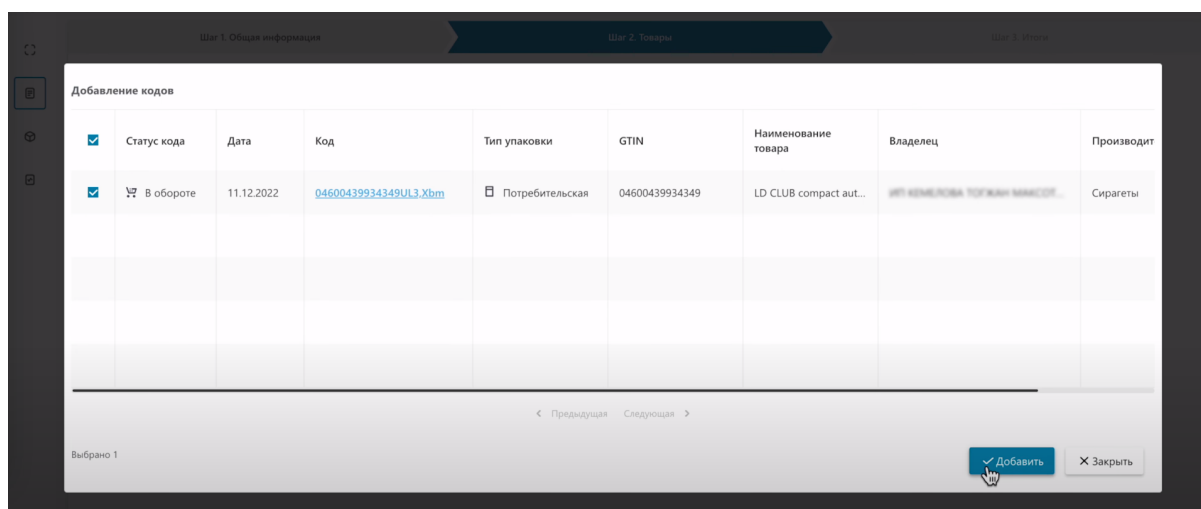 Шаг 1. Общая информация
Шаг 2. Товары
Шаг 3. Итоги
Добавление кодов
Статус кода Дата Код Тип упаковки GTIN Наименование товара Владелец Производит
В обороте 11.12.2022 04600439934349UL3,Xbm Потребительская 04600439934349 LD CLUB compact aut... Сирагеты
Предыдущая Следующая
Выбрано 1
Добавить Закрыть